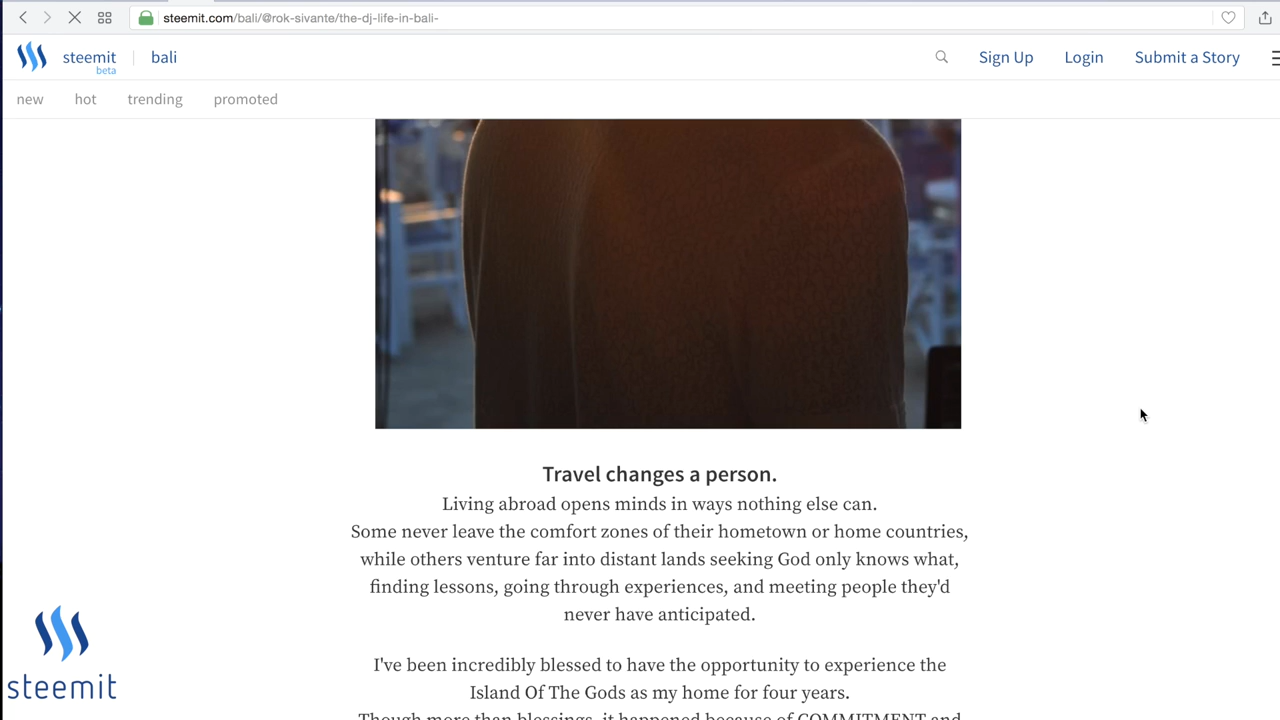 steemit.com/bali/@rok-sivante/the-dj-life-in-bali-
steemit
beta
bali
Sign Up
Login
Submit a Story
new
hot
trending
promoted
Travel changes a person.
Living abroad opens minds in ways nothing else can.
Some never leave the comfort zones of their hometown or home countries,
while others venture far into distant lands seeking God only knows what,
finding lessons, going through experiences, and meeting people they'd
never have anticipated.
I've been incredibly blessed to have the opportunity to experience the
Island Of The Gods as my home for four years.
Though more than blessings, it happened because of COMMITMENT and
steemit